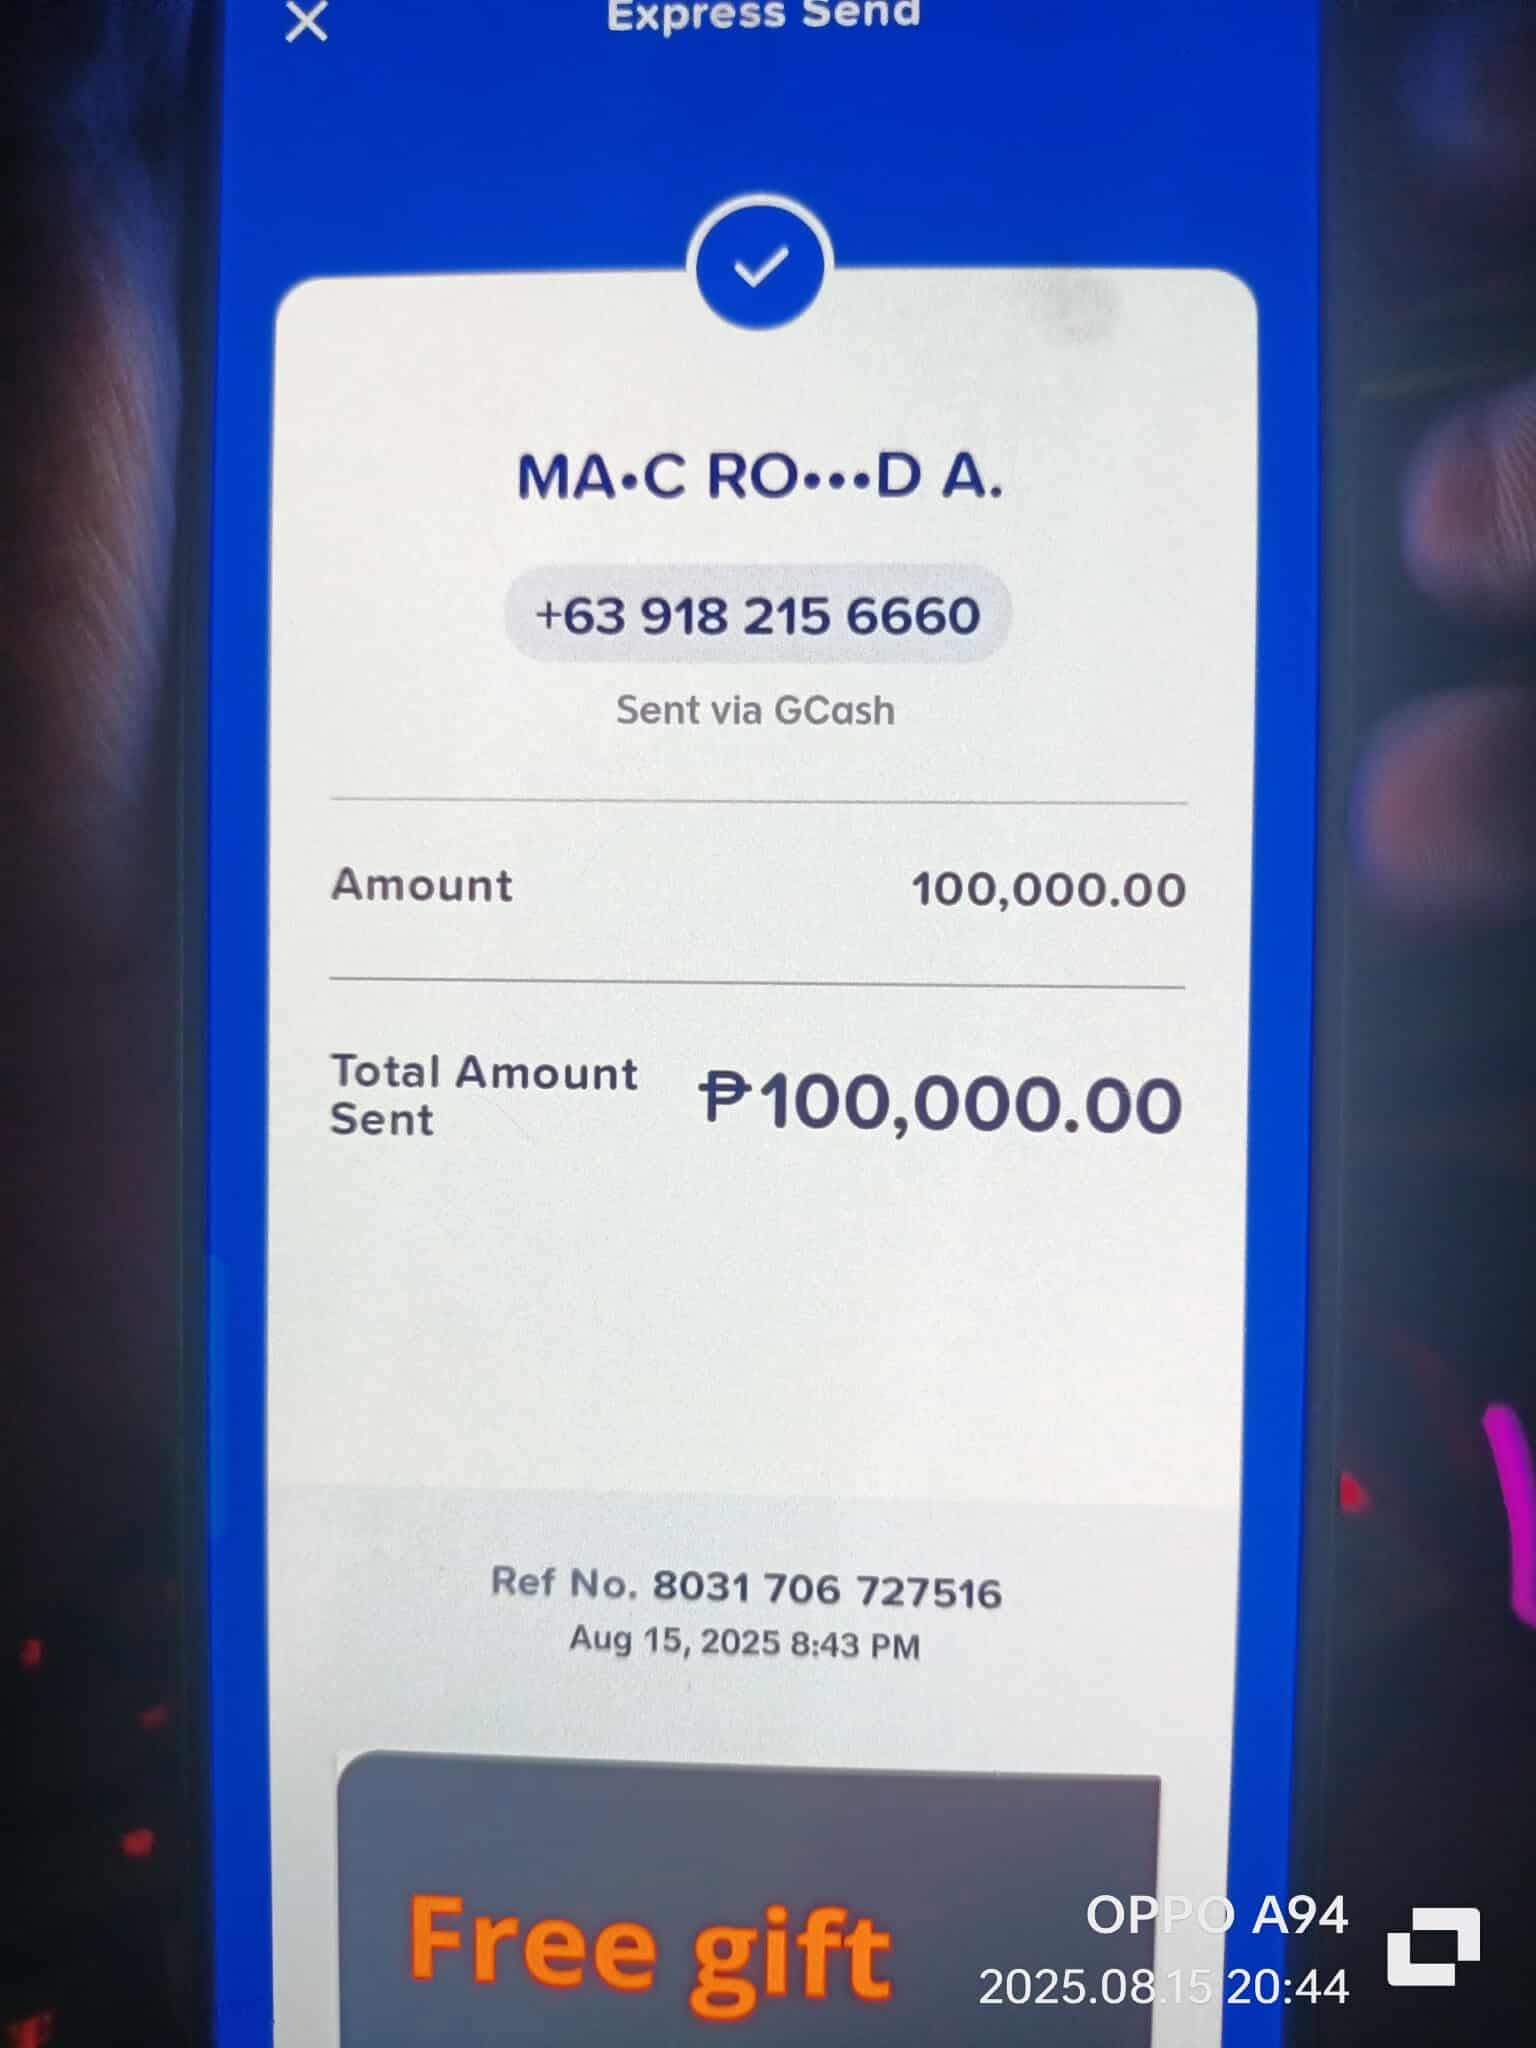 Express Send
MA•C RO•••D A.
+63 918 215 6660
Sent via GCash
Amount 100,000.00
Total Amount Sent ₱100,000.00
Ref No. 8031 706 727516
Aug 15, 2025 8:43 PM
Free gift
OPPO A94
2025.08.15 20:44